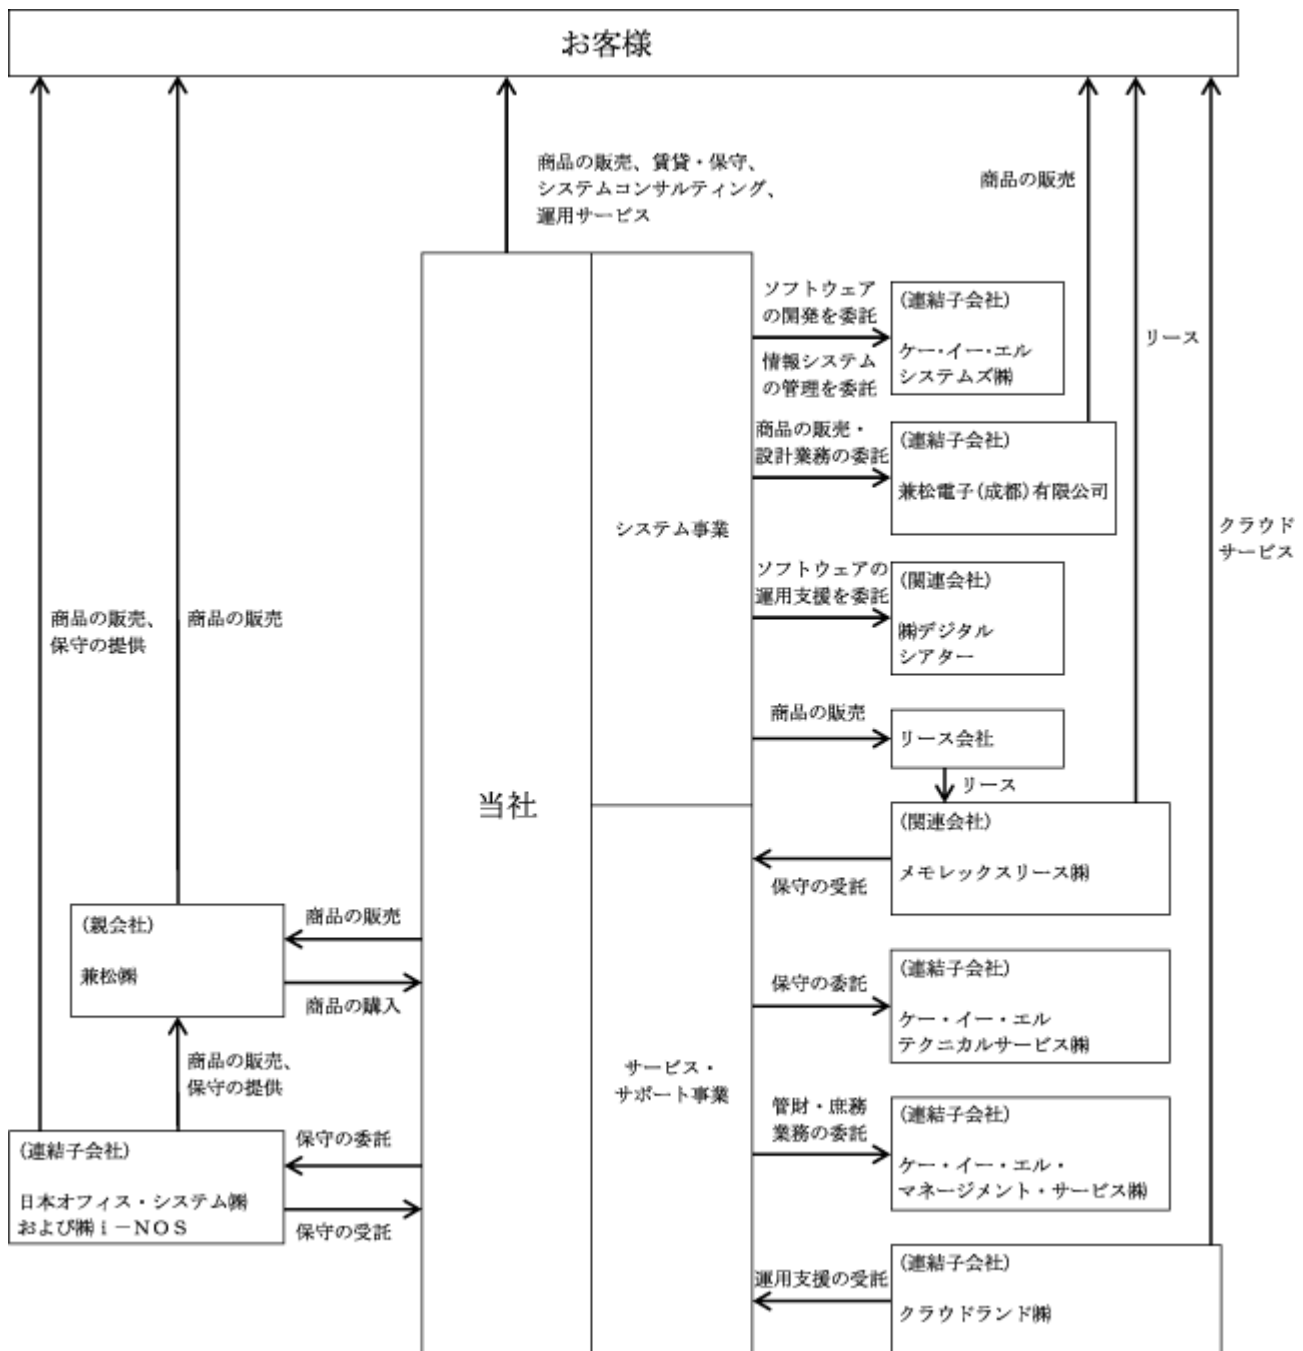 お客様
商品の販売、賃貸・保守、
システムコンサルティング、
運用サービス
商品の販売
ソフトウェア
の開発を委託
情報システム
の管理を委託
(連結子会社)
ケー・イー・エル
システムズ㈱
リース
商品の販売・
設計業務の委託
(連結子会社)
兼松電子(成都)有限公司
システム事業
クラウド
サービス
ソフトウェアの
運用支援を委託
(関連会社)
㈱デジタル
シアター
商品の販売、
保守の提供
商品の販売
商品の販売
リース会社
リース
当社
(関連会社)
メモレックスリース㈱
保守の受託
(親会社)
兼松㈱
商品の販売
商品の購入
保守の委託
(連結子会社)
ケー・イー・エル
テクニカルサービス㈱
商品の販売、
保守の提供
サービス・
サポート事業
管財・庶務
業務の委託
(連結子会社)
ケー・イー・エル・
マネージメント・サービス㈱
(連結子会社)
日本オフィス・システム㈱
および㈱ｉ－ＮＯＳ
保守の委託
保守の受託
運用支援の受託
(連結子会社)
クラウドランド㈱